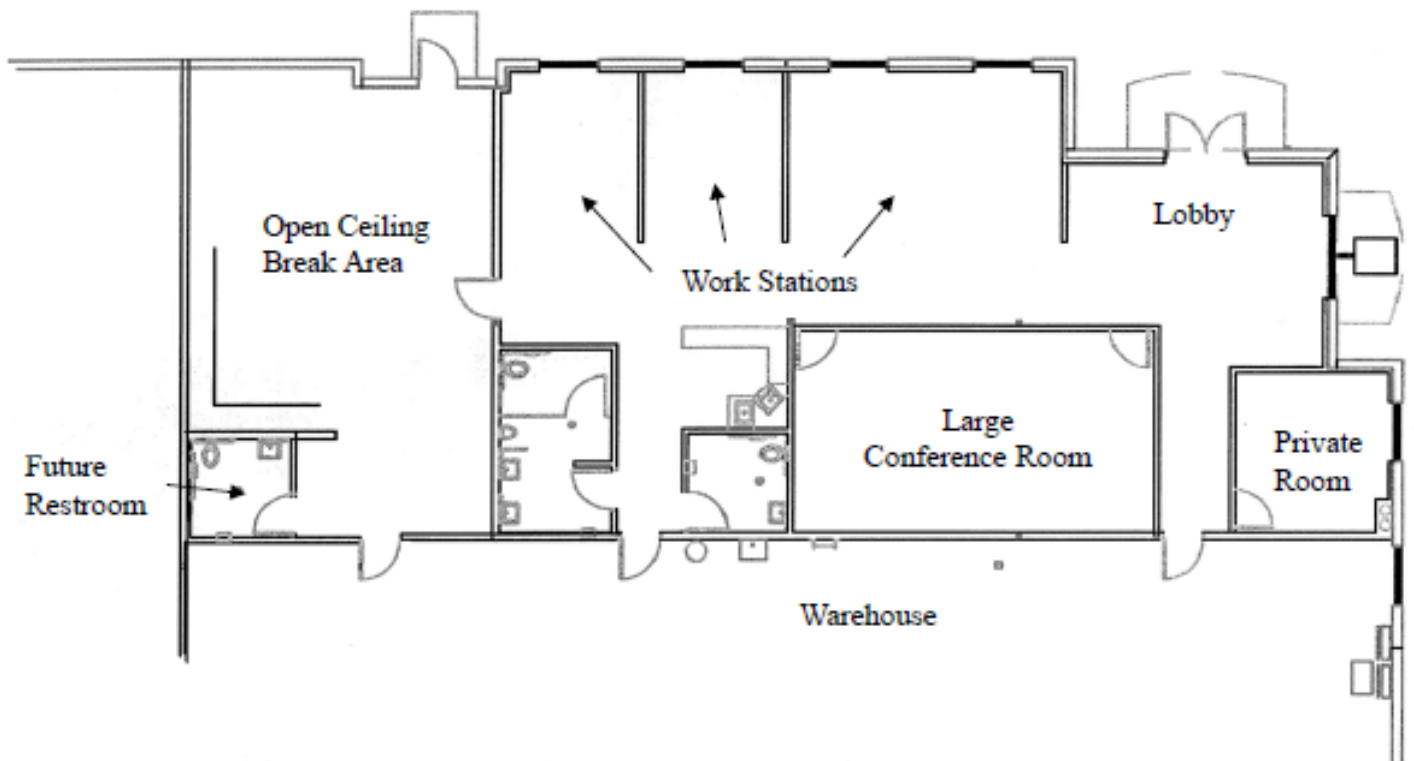 Open Ceiling
Break Area
Lobby
Work Stations
Large
Conference Room
Private
Room
Future
Restroom
Warehouse